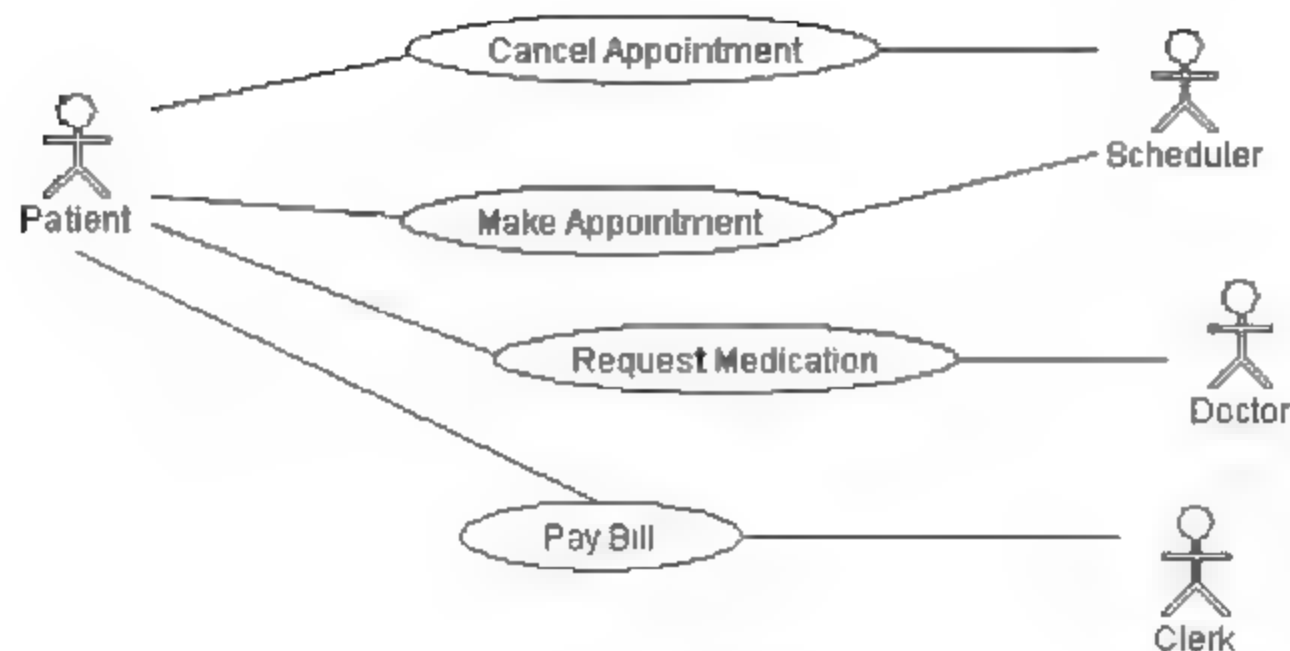 Cancel Appointment
Scheduler
Patient
Make Appointment
Request Medication
Doctor
Pay Bill
Clerk